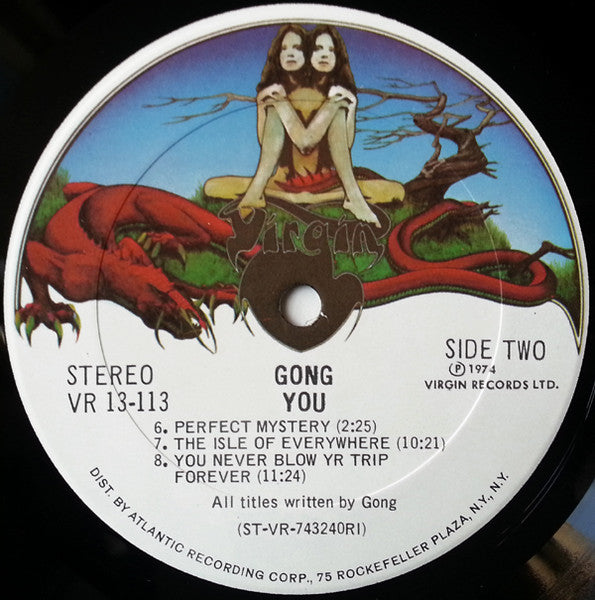 Virgin
STEREO
VR 13-113
GONG
YOU
SIDE TWO
Ⓟ 1974
VIRGIN RECORDS LTD.
6. PERFECT MYSTERY (2:25)
7. THE ISLE OF EVERYWHERE (10:21)
8. YOU NEVER BLOW YR TRIP
FOREVER (11:24)
All titles written by Gong
(ST-VR-743240RI)
DIST. BY ATLANTIC RECORDING CORP., 75 ROCKEFELLER PLAZA, N.Y., N.Y.